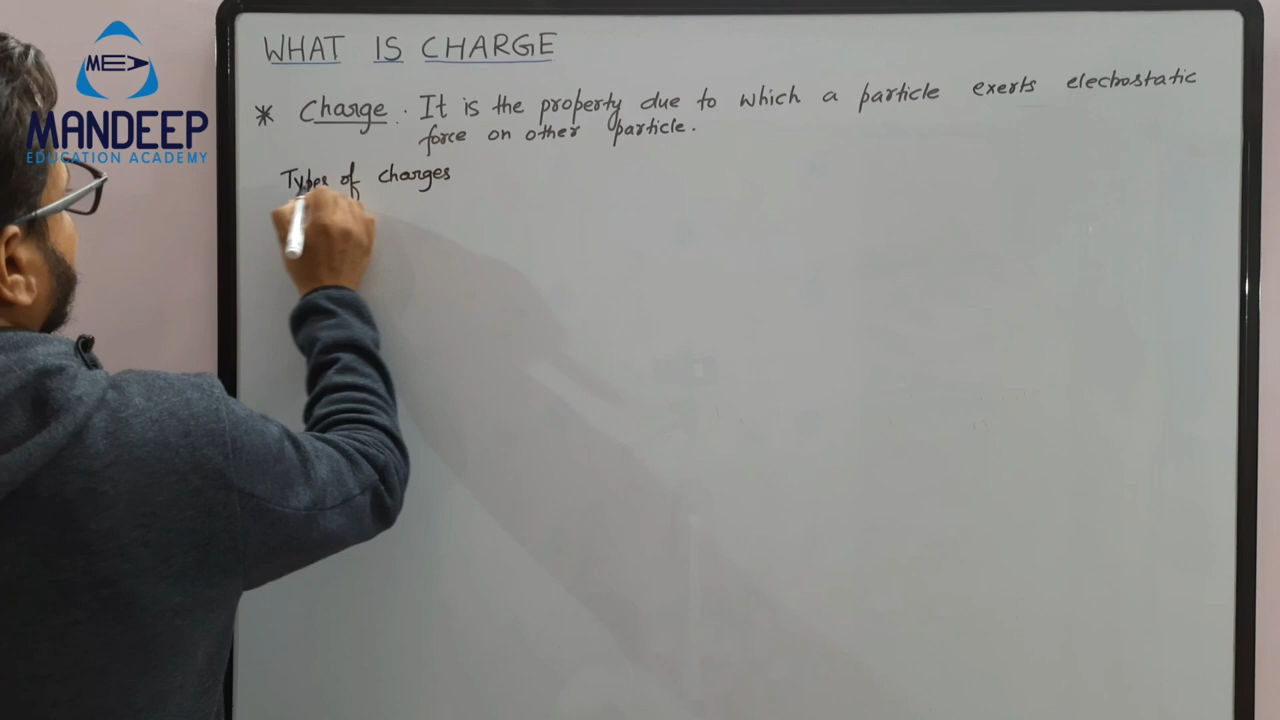 MEA
MANDEEP
EDUCATION ACADEMY
WHAT IS CHARGE
* Charge . It is the property due to which a particle exerts electrostatic
force on other particle.
Types of charges